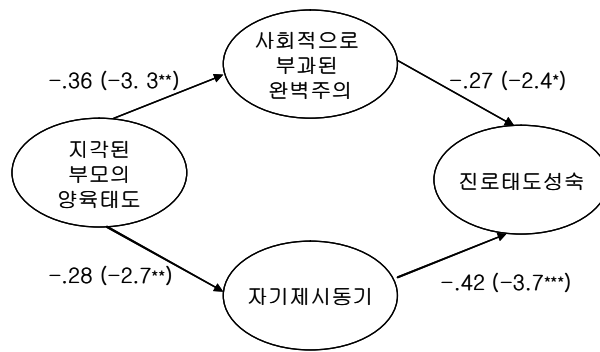 사회적으로
부과된
완벽주의
-.36 (-3. 3**)
-.27 (-2.4*)
지각된
부모의
양육태도
진로태도성숙
-.28 (-2.7**)
자기제시동기
-.42 (-3.7***)